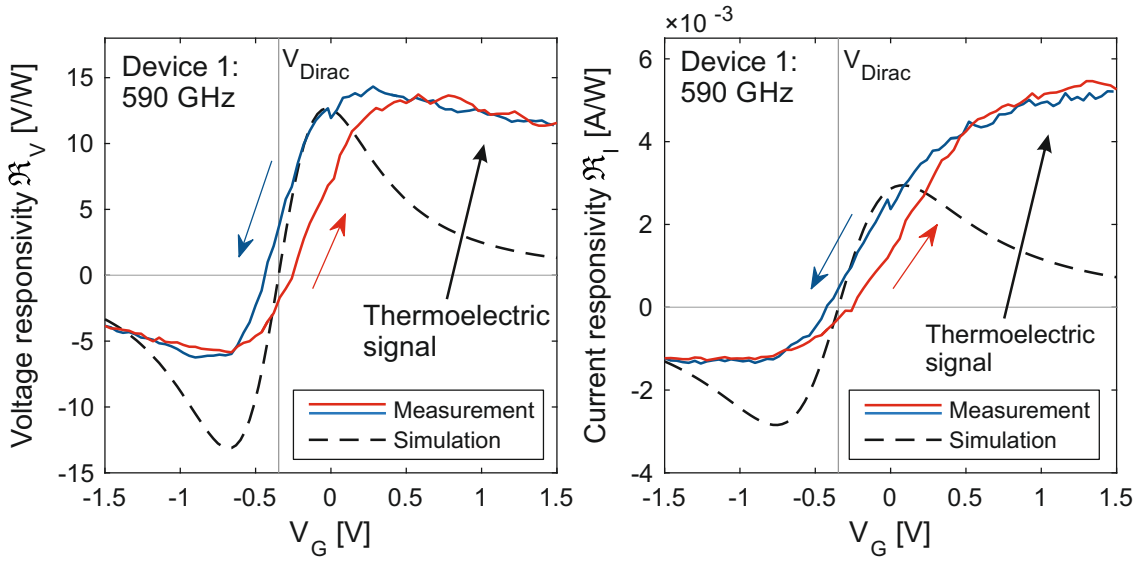 Device 1:
590 GHz
V_Dirac
Thermoelectric
signal
Measurement
Simulation
Voltage responsivity ℜ_V [V/W]
15
10
5
0
-5
-10
-15
-1.5 -1 -0.5 0 0.5 1 1.5
V_G [V]
×10⁻³
Device 1:
590 GHz
V_Dirac
Thermoelectric
signal
Measurement
Simulation
Current responsivity ℜ_I [A/W]
6
4
2
0
-2
-4
-1.5 -1 -0.5 0 0.5 1 1.5
V_G [V]